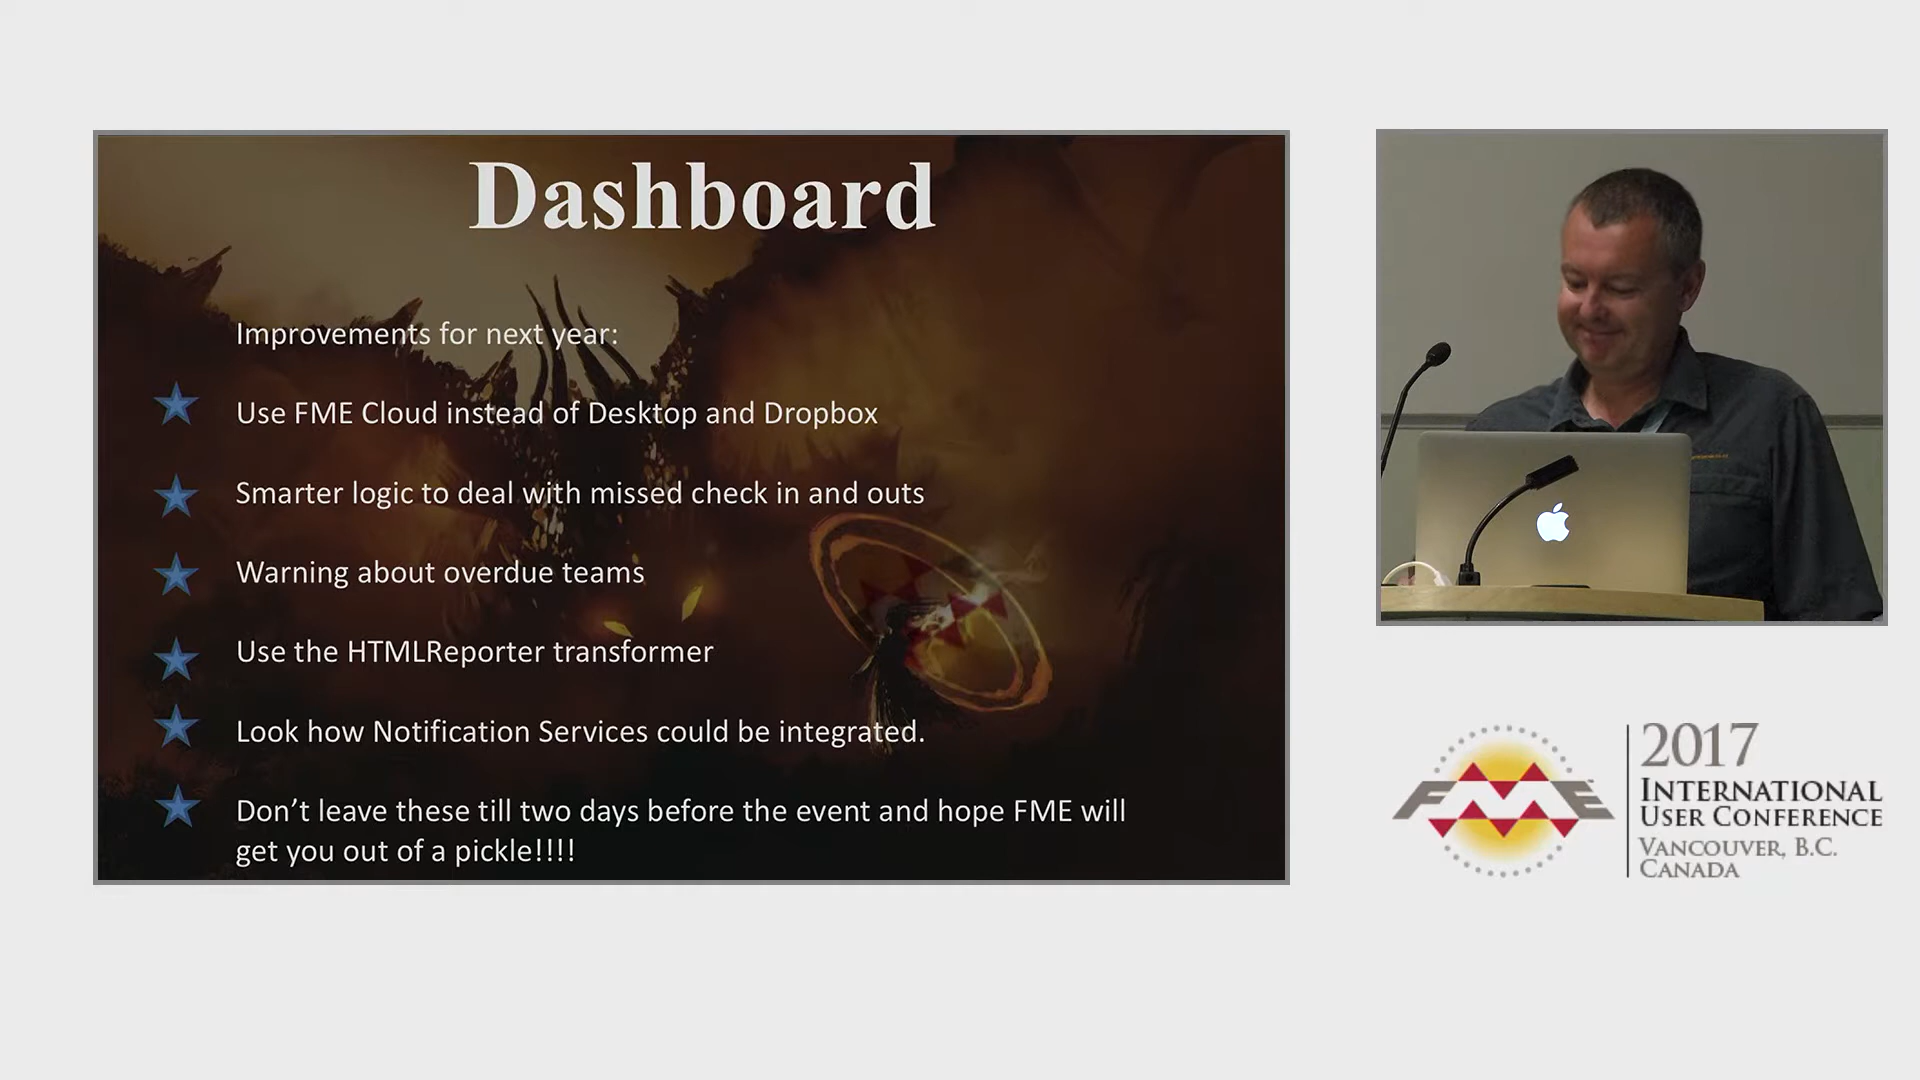 Dashboard
Improvements for next year:
Use FME Cloud instead of Desktop and Dropbox
Smarter logic to deal with missed check in and outs
Warning about overdue teams
Use the HTMLReporter transformer
Look how Notification Services could be integrated.
Don’t leave these till two days before the event and hope FME will
get you out of a pickle!!!!
FME
2017
INTERNATIONAL
USER CONFERENCE
VANCOUVER, B.C.
CANADA